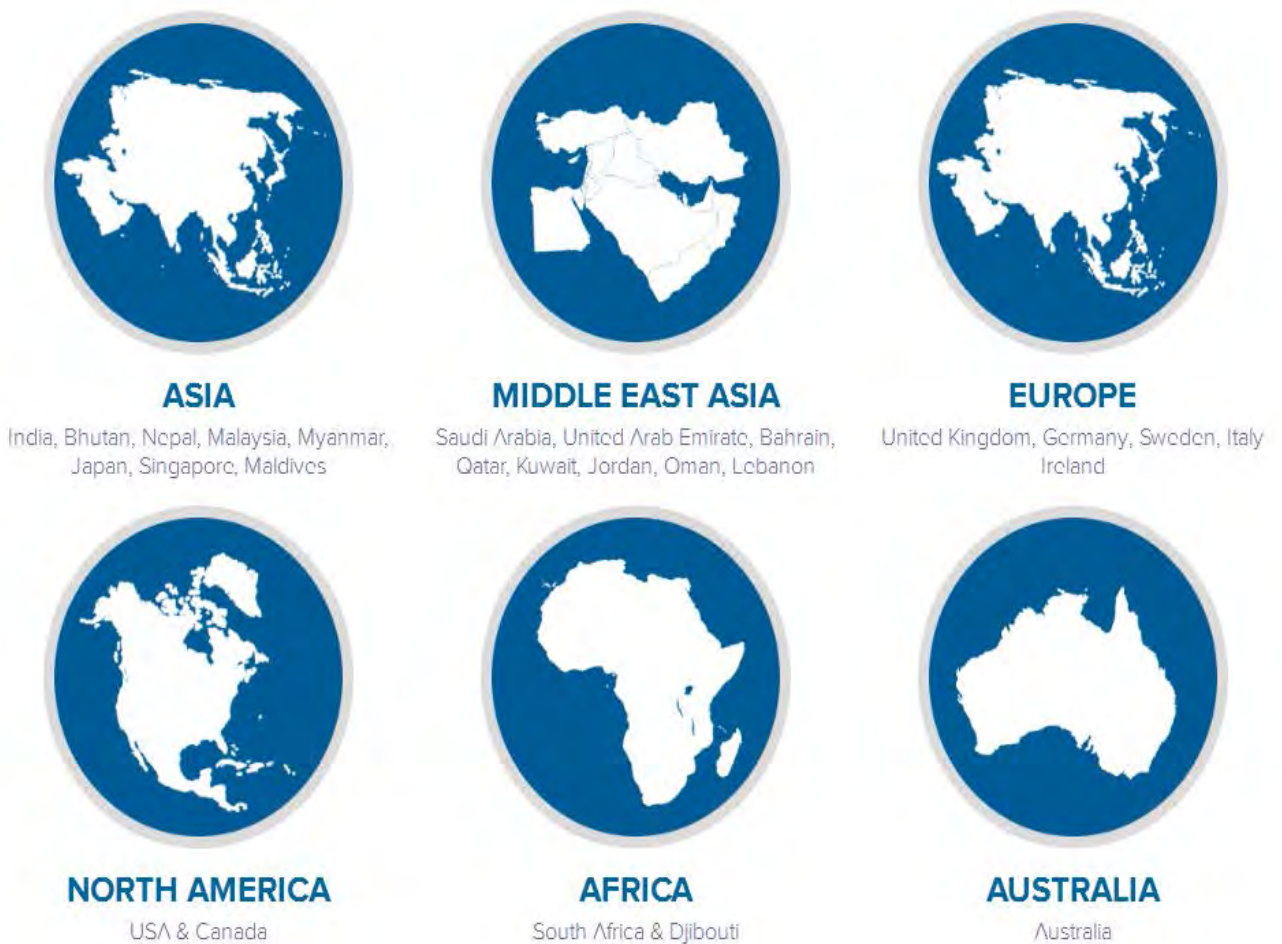 ASIA
India, Bhutan, Nepal, Malaysia, Myanmar,
Japan, Singapore, Maldives
MIDDLE EAST ASIA
Saudi Arabia, United Arab Emirate, Bahrain,
Qatar, Kuwait, Jordan, Oman, Lebanon
EUROPE
United Kingdom, Germany, Sweden, Italy
Ireland
NORTH AMERICA
USA & Canada
AFRICA
South Africa & Djibouti
AUSTRALIA
Australia